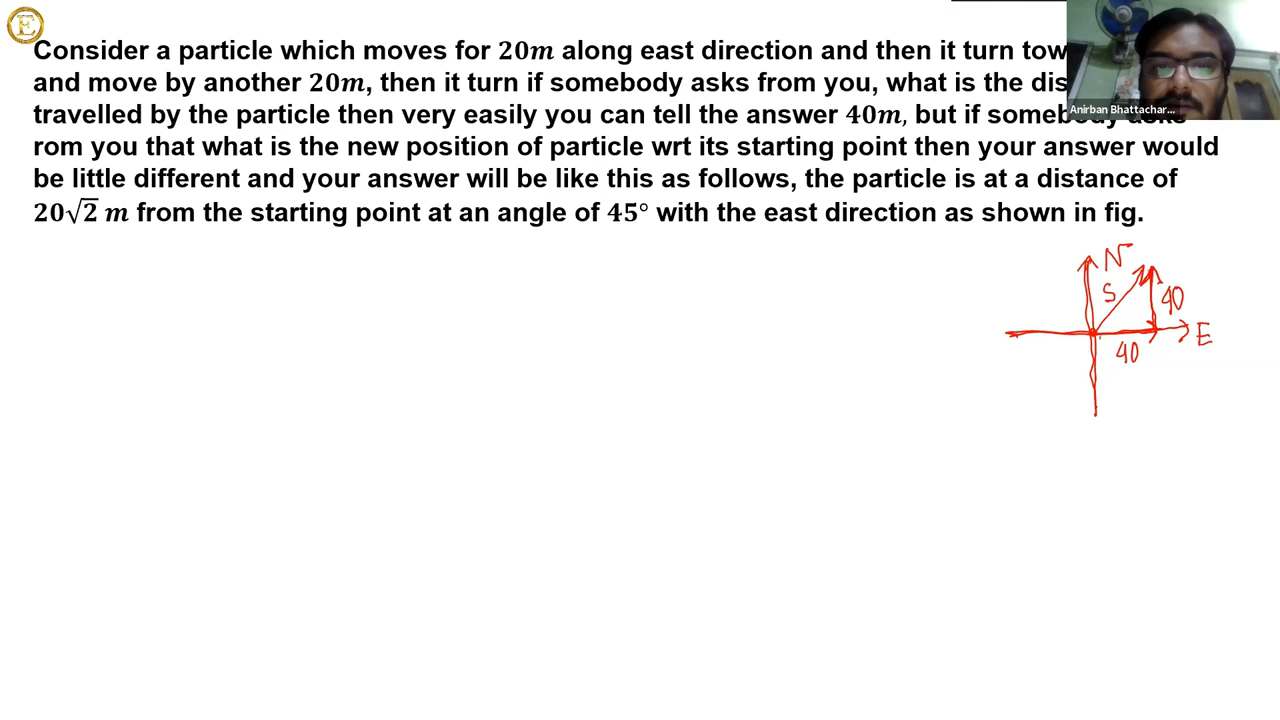 E
Consider a particle which moves for 20m along east direction and then it turn tow
and move by another 20m, then it turn if somebody asks from you, what is the dis
Anirban Bhattachar...
travelled by the particle then very easily you can tell the answer 40m, but if somebody asks
rom you that what is the new position of particle wrt its starting point then your answer would
be little different and your answer will be like this as follows, the particle is at a distance of
20√2 m from the starting point at an angle of 45° with the east direction as shown in fig.
N
S
40
E
40